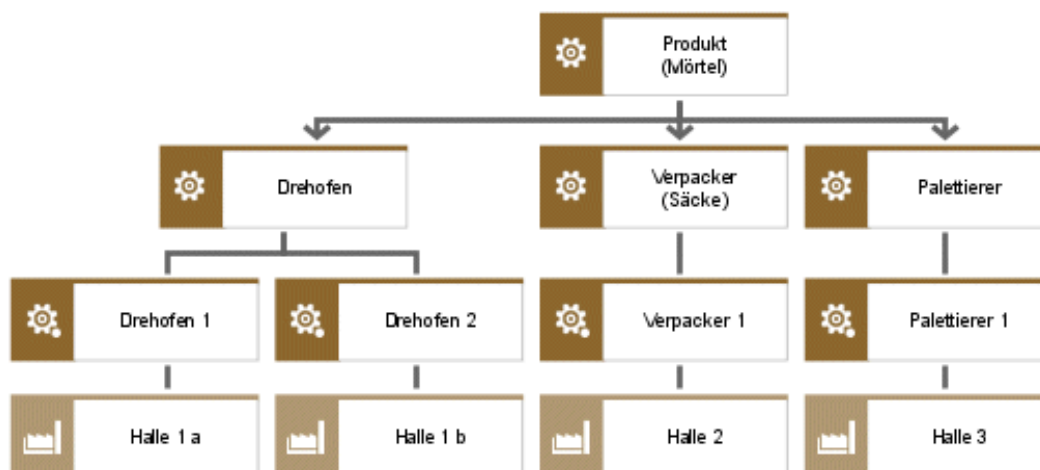 Produkt
(Mörtel)
Drehofen
Verpacker
(Säcke)
Palettierer
Drehofen 1
Drehofen 2
Verpacker 1
Palettierer 1
Halle 1 a
Halle 1 b
Halle 2
Halle 3